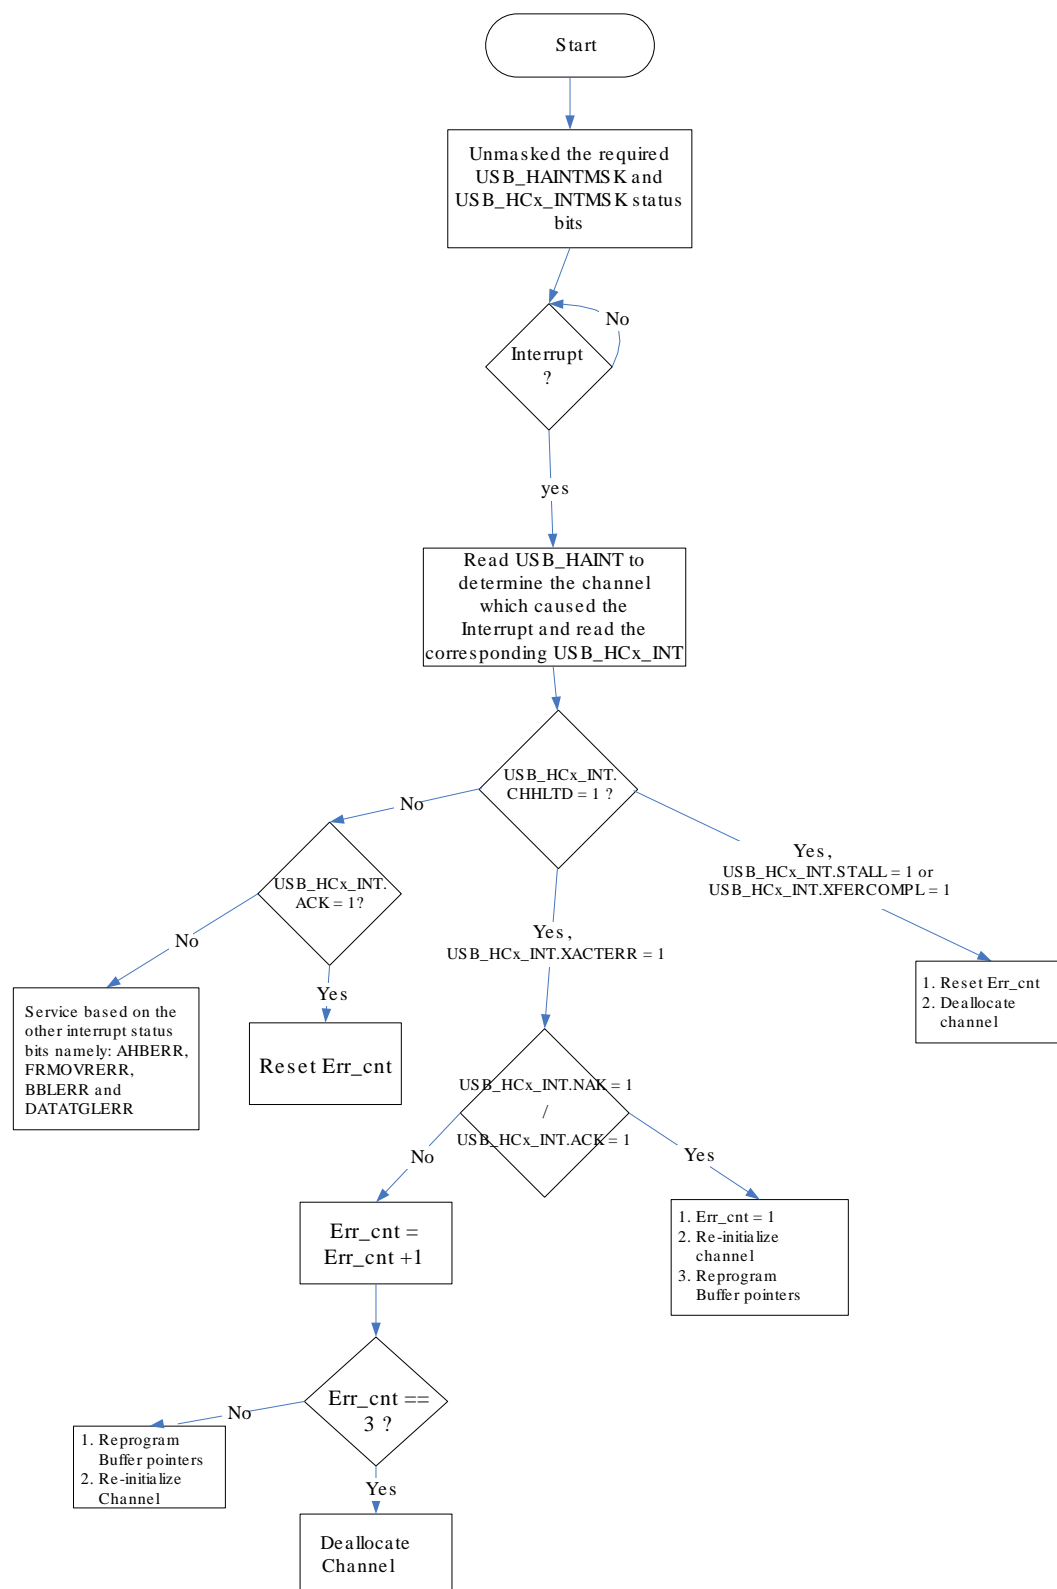 Start
Unmasked the required
USB_HAINTMSK and
USB_HCx_INTMSK status
bits
No
Interrupt
?
yes
Read USB_HAINT to
determine the channel
which caused the
Interrupt and read the
corresponding USB_HCx_INT
USB_HCx_INT.
CHHLTD = 1 ?
No
Yes,
USB_HCx_INT.STALL = 1 or
USB_HCx_INT.XFERCOMPL = 1
USB_HCx_INT.
ACK = 1?
Yes,
USB_HCx_INT.XACTERR = 1
No
Yes
1. Reset Err_cnt
2. Deallocate
channel
Service based on the
other interrupt status
bits namely: AHBERR,
FRMOVRERR,
BBLERR and
DATATGLERR
Reset Err_cnt
USB_HCx_INT.NAK = 1
/
USB_HCx_INT.ACK = 1
No
Yes
Err_cnt =
Err_cnt +1
1. Err_cnt = 1
2. Re-initialize
channel
3. Reprogram
Buffer pointers
Err_cnt ==
3 ?
No
1. Reprogram
Buffer pointers
2. Re-initialize
Channel
Yes
Deallocate
Channel